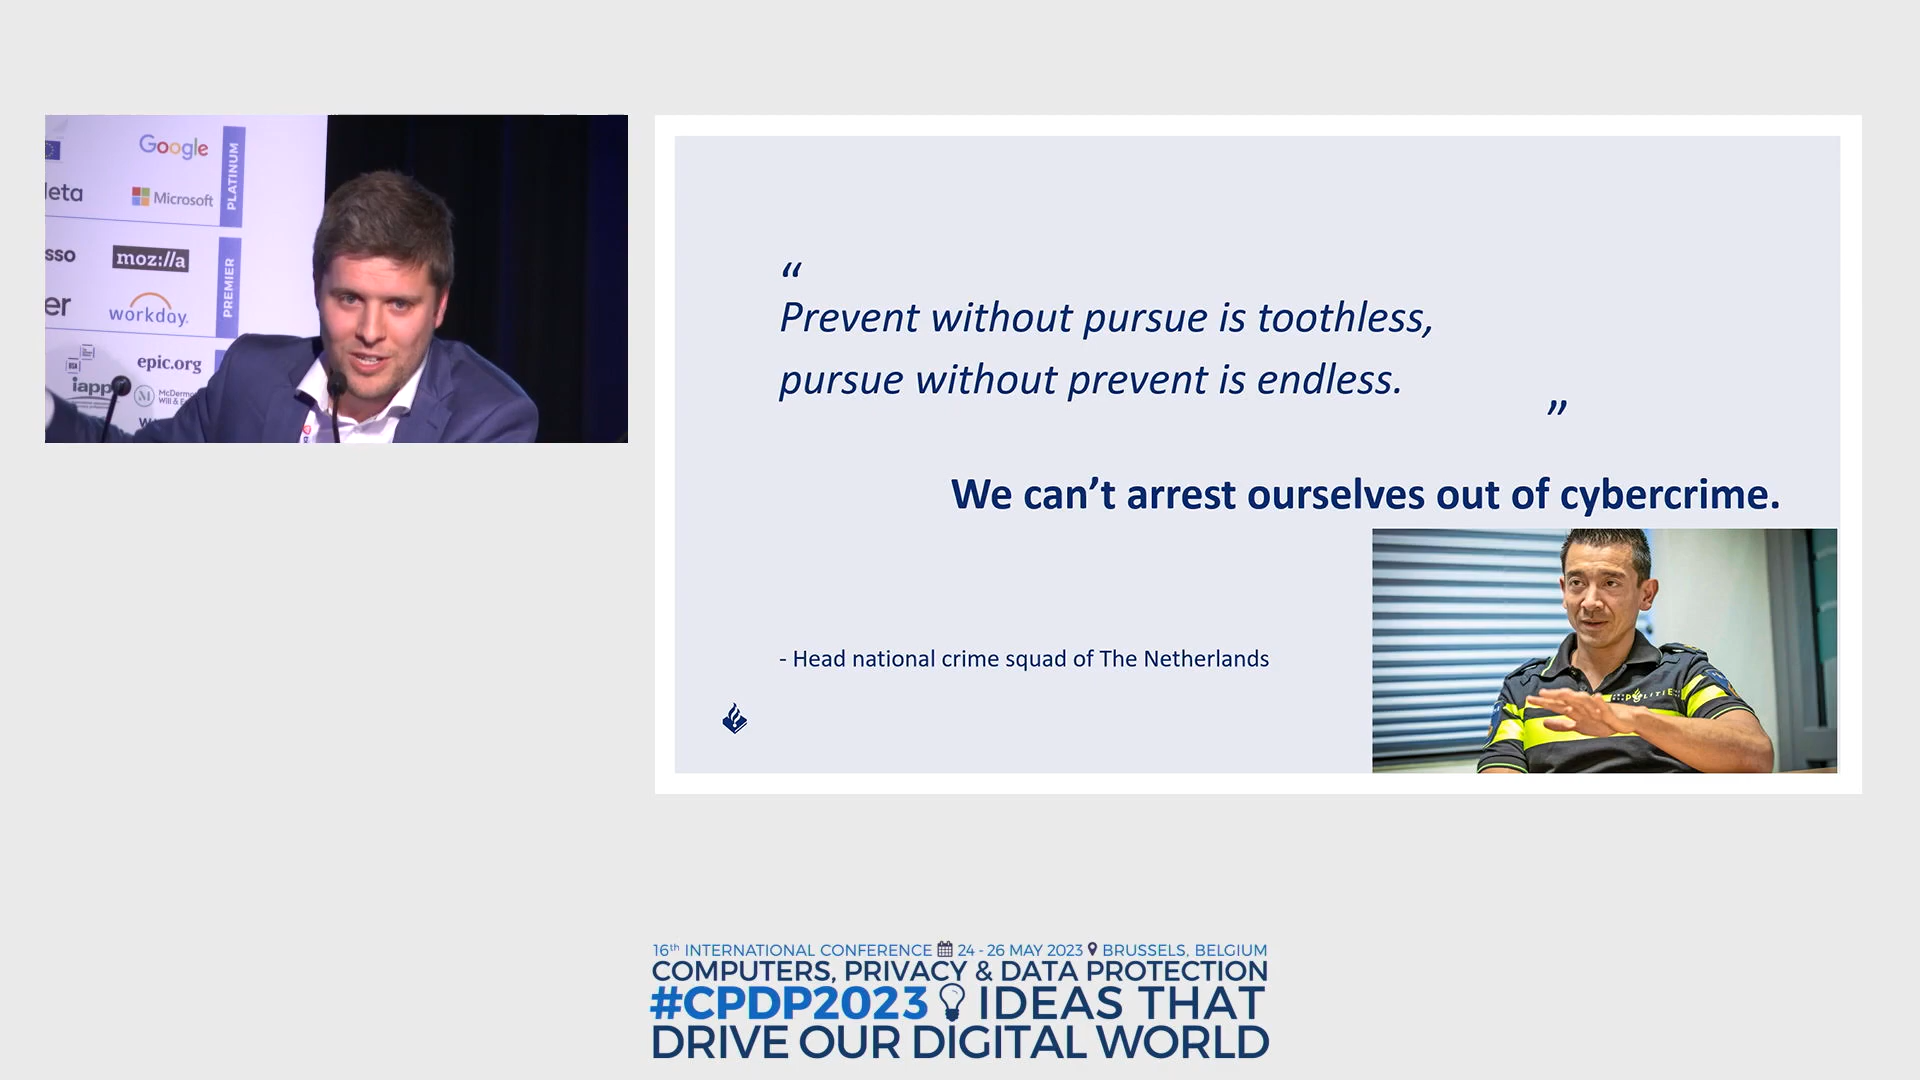 Google
Microsoft
PLATINUM
moz://a
workday.
PREMIER
epic.org
iapp
“
Prevent without pursue is toothless,
pursue without prevent is endless.
”
We can’t arrest ourselves out of cybercrime.
- Head national crime squad of The Netherlands
POLITIE
16th INTERNATIONAL CONFERENCE 24 - 26 MAY 2023 BRUSSELS, BELGIUM
COMPUTERS, PRIVACY & DATA PROTECTION
#CPDP2023 IDEAS THAT
DRIVE OUR DIGITAL WORLD